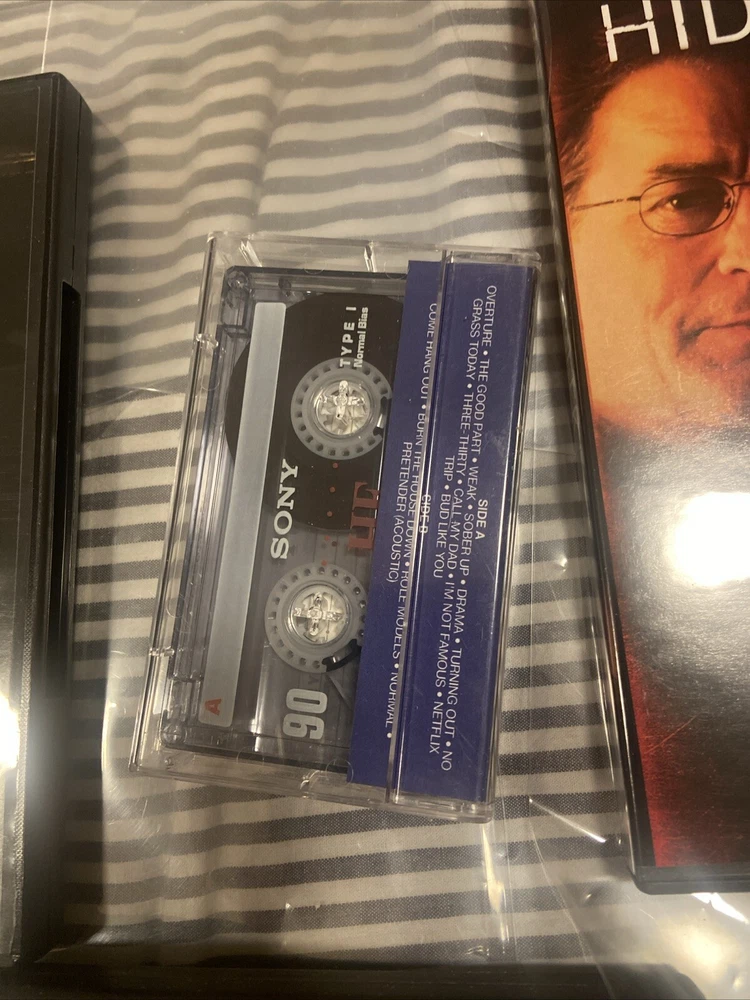 HID
OVERTURE • THE GOOD PART • WEAK • SOBER UP • DRAMA • TURNING OUT • NO
GRASS TODAY • THREE-THIRTY • CALL MY DAD • I'M NOT FAMOUS • NETFLIX
TRIP • BUD LIKE YOU
SIDE A
COME HANG OUT • BURN THE HOUSE DOWN • ROLE MODELS • NORMAL •
PRETENDER (ACOUSTIC)
SIDE B
TYPE I
Normal Bias
HF
SONY
90
A